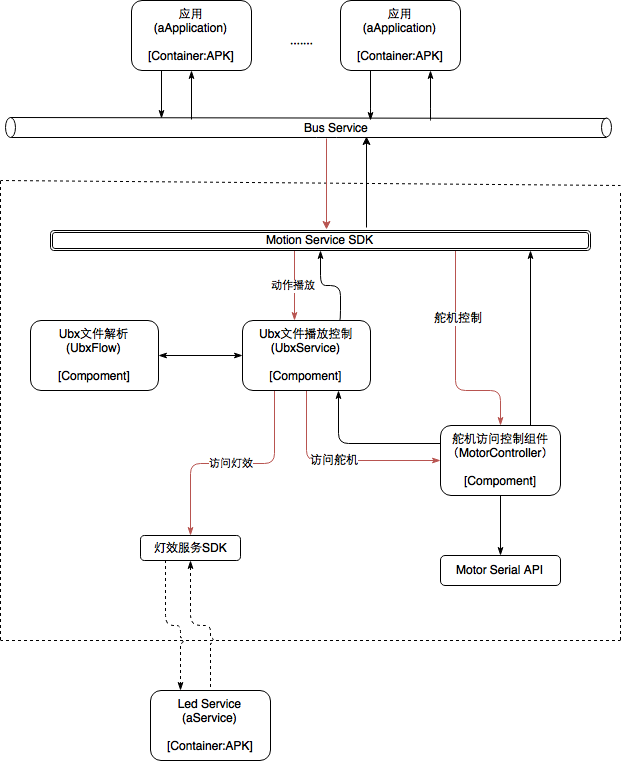 应用
(aApplication)
[Container:APK]
.......
应用
(aApplication)
[Container:APK]
Bus Service
Motion Service SDK
动作播放
舵机控制
Ubx文件解析
(UbxFlow)
[Compoment]
Ubx文件播放控制
(UbxService)
[Compoment]
舵机访问控制组件
（MotorController）
[Compoment]
访问灯效
访问舵机
灯效服务SDK
Motor Serial API
Led Service
(aService)
[Container:APK]